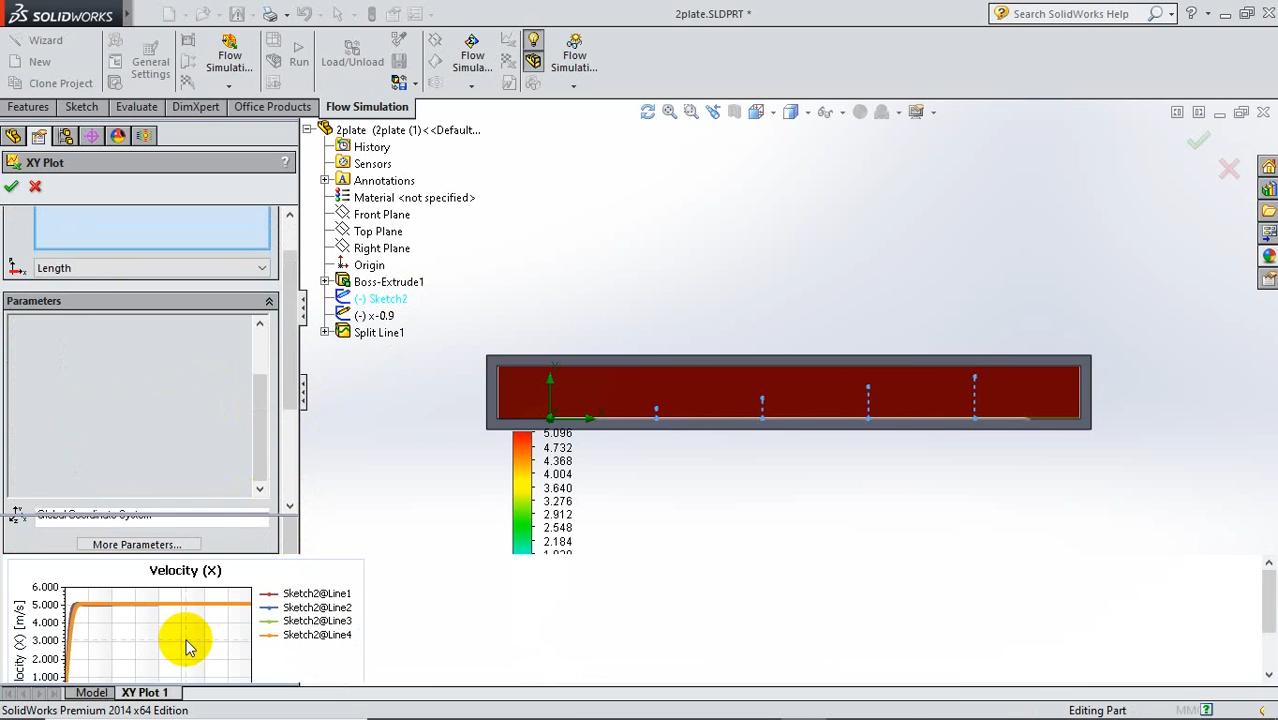 SOLIDWORKS
2plate.SLDPRT *
Search SolidWorks Help
Wizard
New
Clone Project
General
Settings
Flow
Simulati...
Run
Load/Unload
Flow
Simula...
Flow
Simulati...
Features
Sketch
Evaluate
DimXpert
Office Products
Flow Simulation
XY Plot
?
Length
Parameters
More Parameters...
2plate (2plate (1)<<Default...
History
Sensors
Annotations
Material <not specified>
Front Plane
Top Plane
Right Plane
Origin
Boss-Extrude1
(-) Sketch2
(-) x-0.9
Split Line1
5.096
4.732
4.368
4.004
3.640
3.276
2.912
2.548
Velocity (X)
6.000
5.000
4.000
3.000
2.000
1.000
locity (X) [m/s]
Sketch2@Line1
Sketch2@Line2
Sketch2@Line3
Sketch2@Line4
Model
XY Plot 1
SolidWorks Premium 2014 x64 Edition
Editing Part